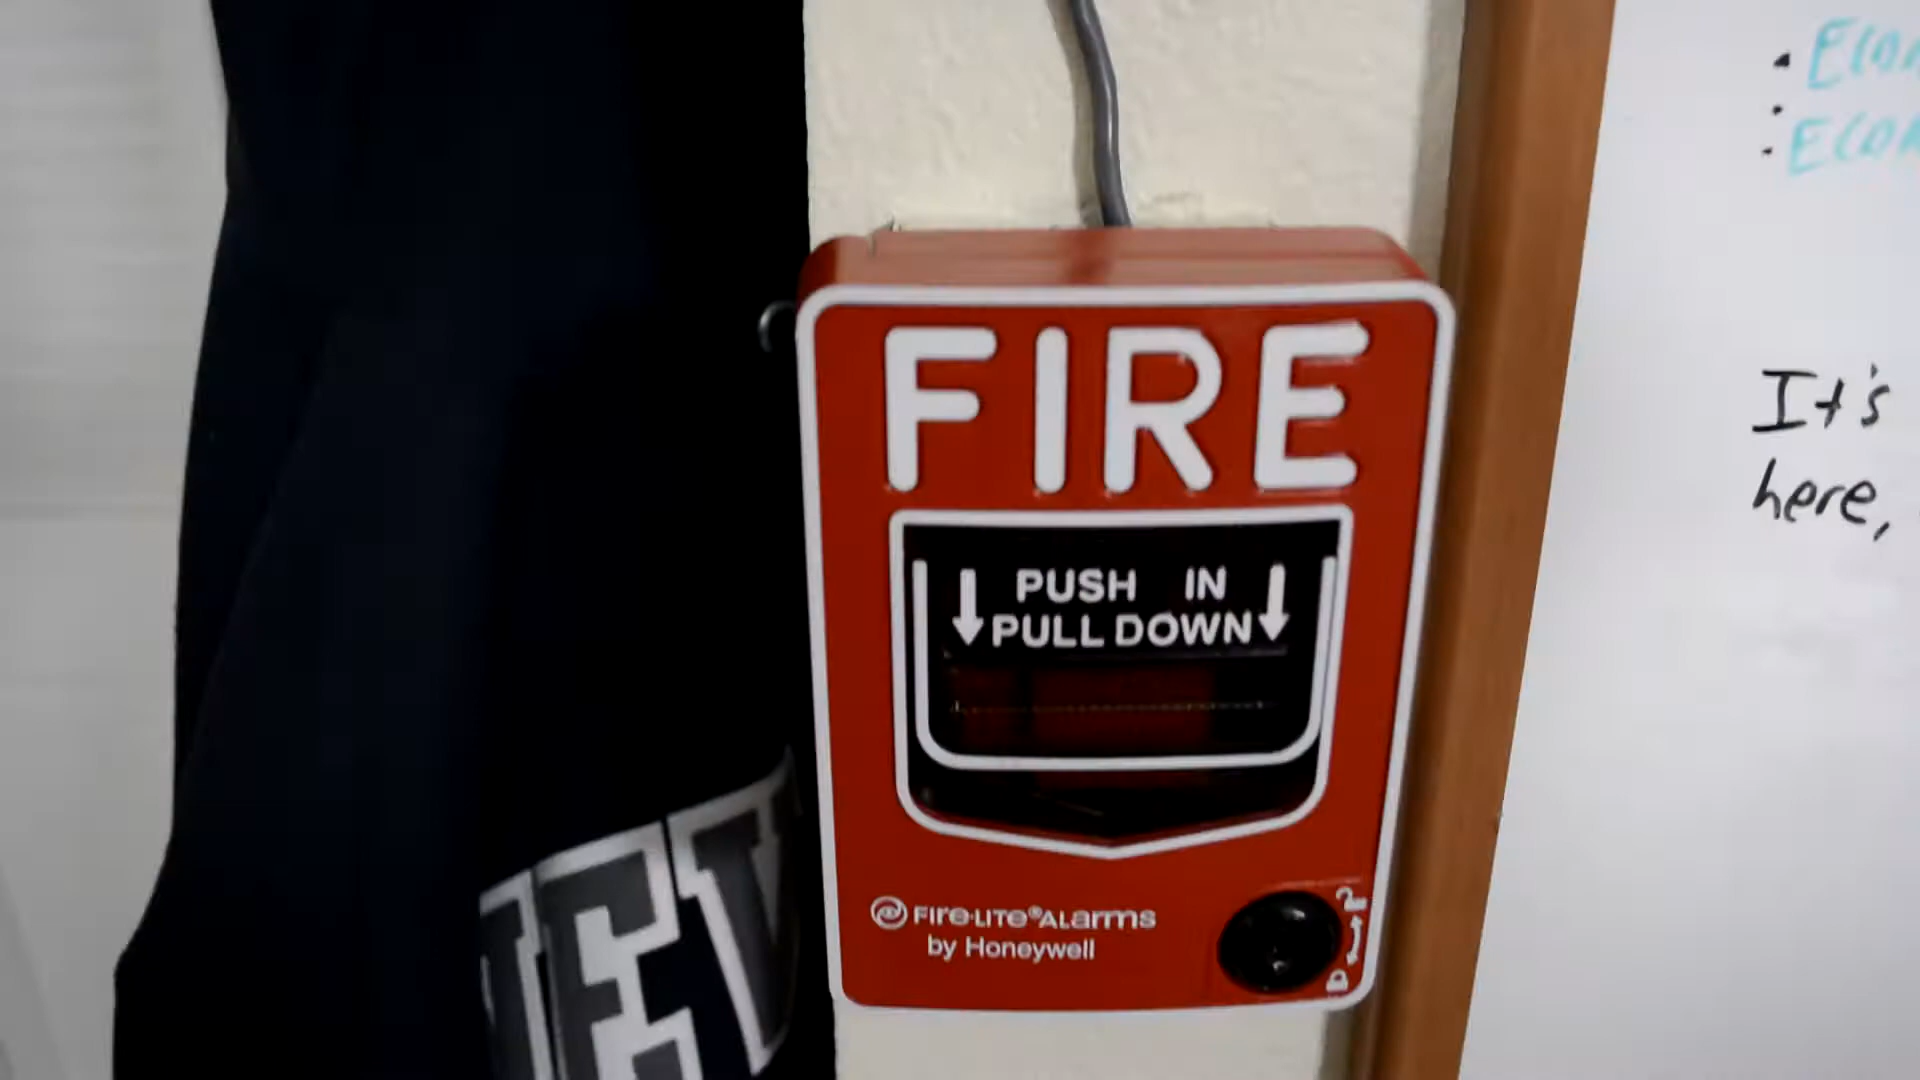 FIRE
PUSH IN
PULL DOWN
Fire·Lite® Alarms
by Honeywell
It's
here,